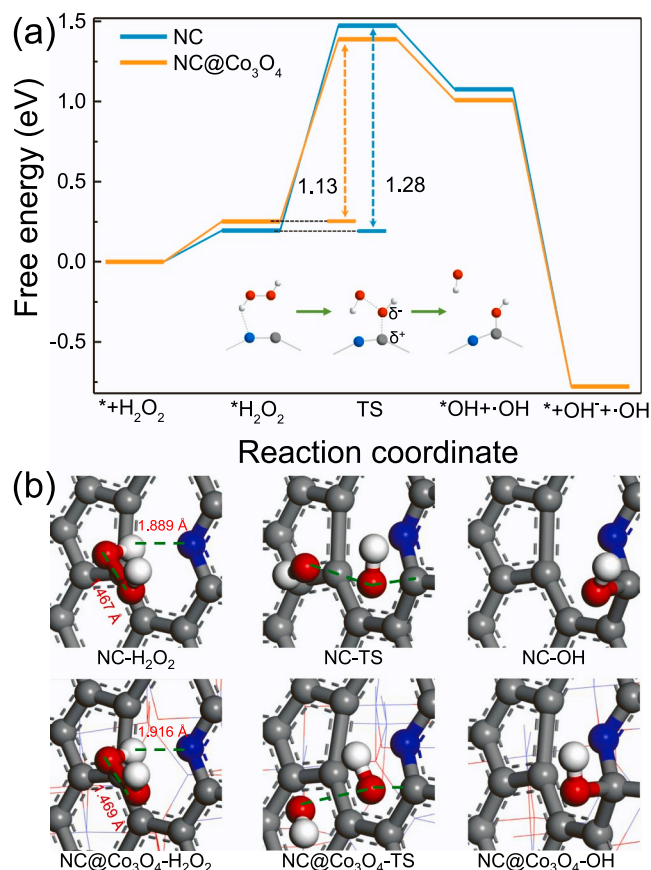 (a)
NC
NC@Co₃O₄
Free energy (eV)
1.5
1.0
0.5
0.0
-0.5
1.13
1.28
δ-
δ+
*+H₂O₂
*H₂O₂
TS
*OH+·OH
*+OH⁻+·OH
Reaction coordinate
(b)
1.889 Å
467 Å
NC-H₂O₂
NC-TS
NC-OH
1.916 Å
1.469 Å
NC@Co₃O₄-H₂O₂
NC@Co₃O₄-TS
NC@Co₃O₄-OH